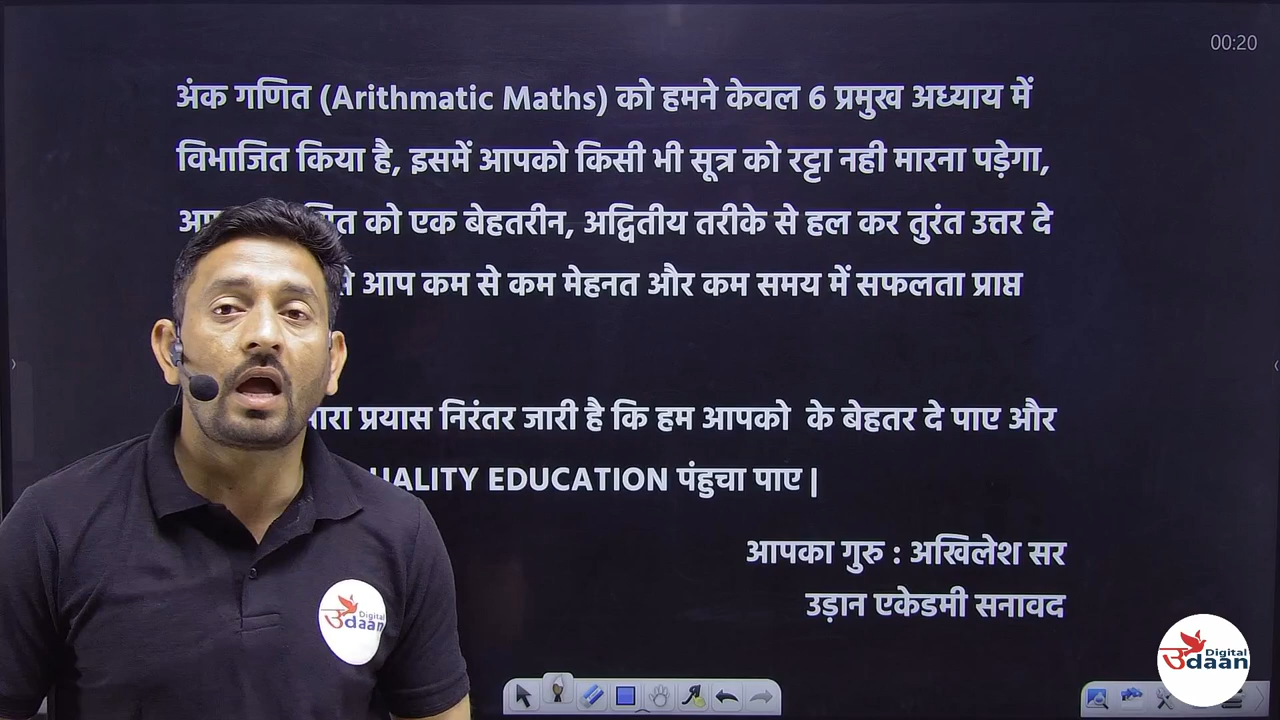 00:20
अंक गणित (Arithmatic Maths) को हमने केवल 6 प्रमुख अध्याय में
विभाजित किया है, इसमें आपको किसी भी सूत्र को रट्टा नही मारना पड़ेगा,
को एक बेहतरीन, अद्वितीय तरीके से हल कर तुरंत उत्तर दे
आप कम से कम मेहनत और कम समय में सफलता प्राप्त
प्रयास निरंतर जारी है कि हम आपको के बेहतर दे पाए और
EDUCATION पंहुचा पाए |
आपका गुरु : अखिलेश सर
उड़ान एकेडमी सनावद
Digital
उdaan
Digital
उdaan